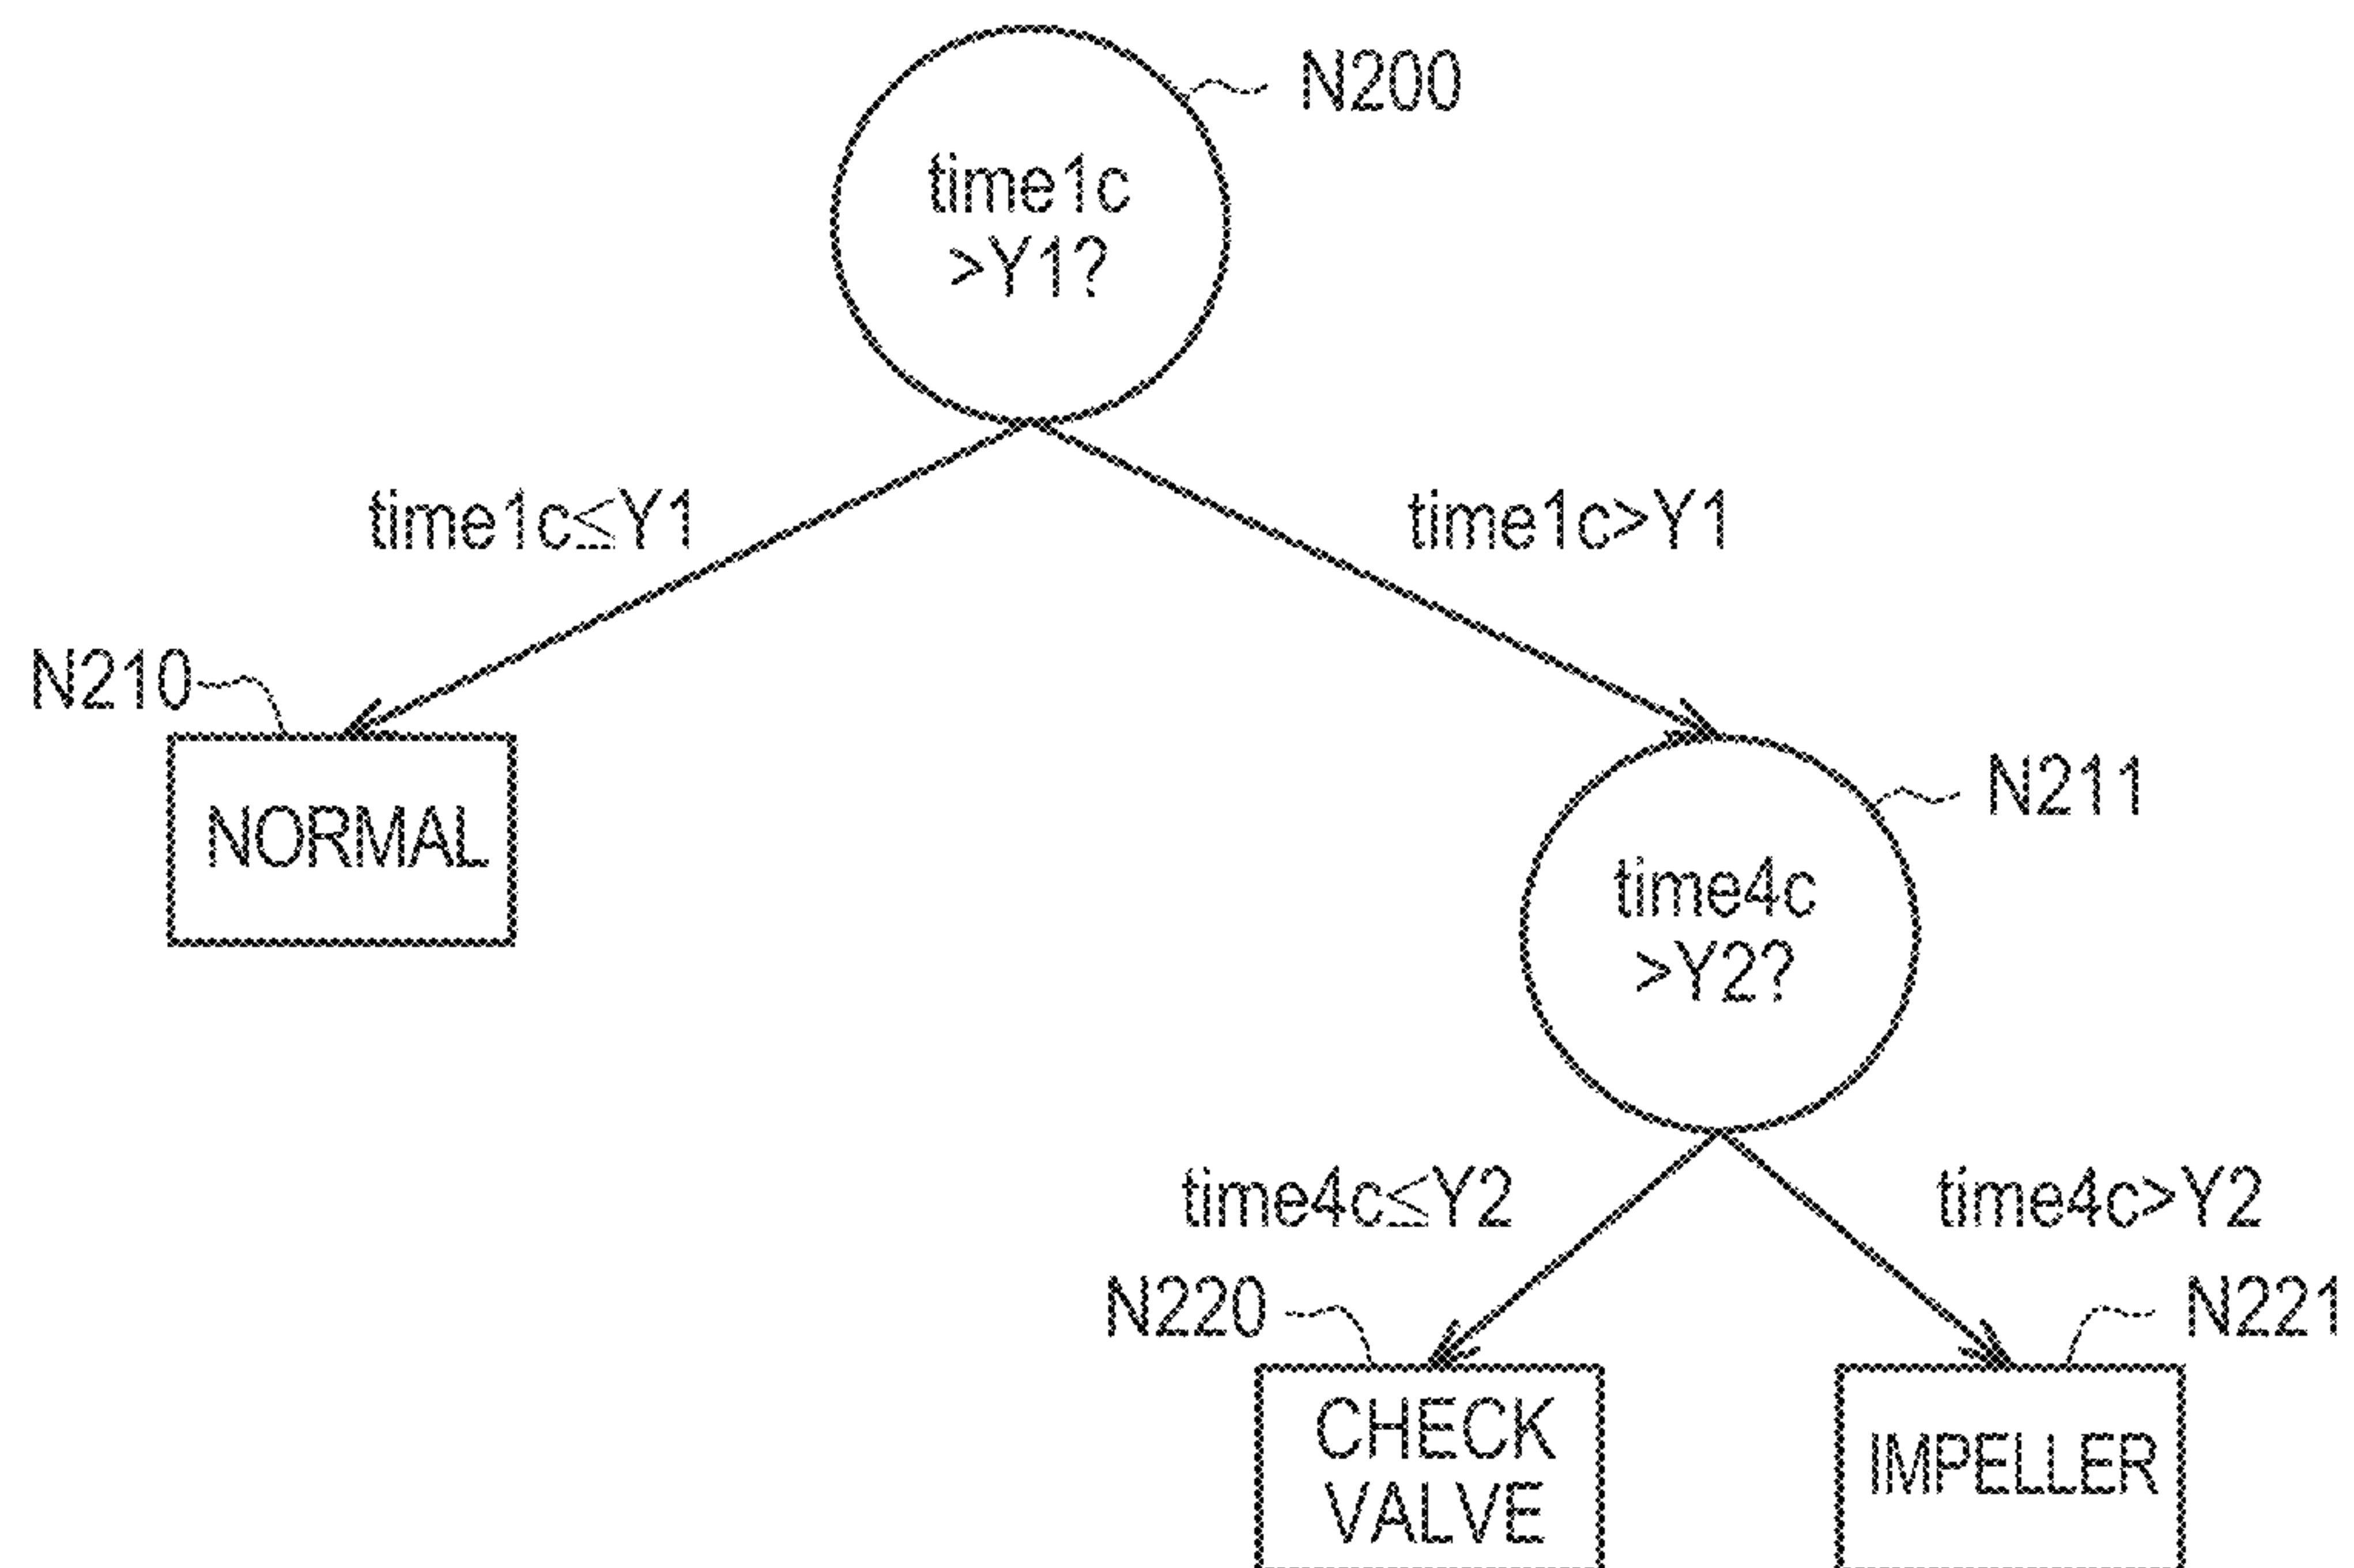 N200
time1c
>Y1?
time1c≤Y1
time1c>Y1
N210
NORMAL
N211
time4c
>Y2?
time4c≤Y2
time4c>Y2
N220
N221
CHECK
VALVE
IMPELLER